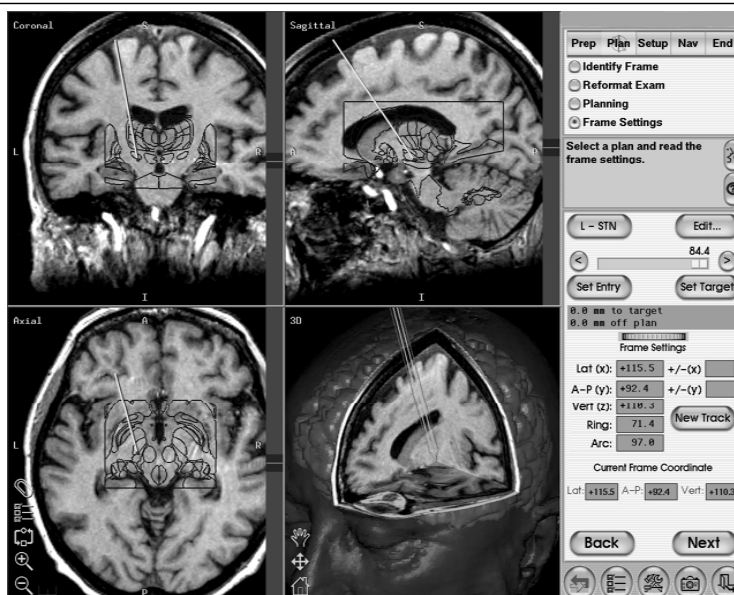 Coronal
S
L
R
I
Sagittal
S
A
I
Axial
A
L
R
P
3D
Prep Plan Setup Nav End
Identify Frame
Reformat Exam
Planning
Frame Settings
Select a plan and read the
frame settings.
L - STN
Edit...
84.4
< >
Set Entry
Set Target
0.0 mm to target
0.0 mm off plan
Frame Settings
Lat (x): +115.5 +/-(x)
A-P (y): +92.4 +/-(y)
Vert (z): +110.3
Ring: 71.4
New Track
Arc: 97.0
Current Frame Coordinate
Lat: +115.5 A-P: +92.4 Vert: +110.3
Back
Next